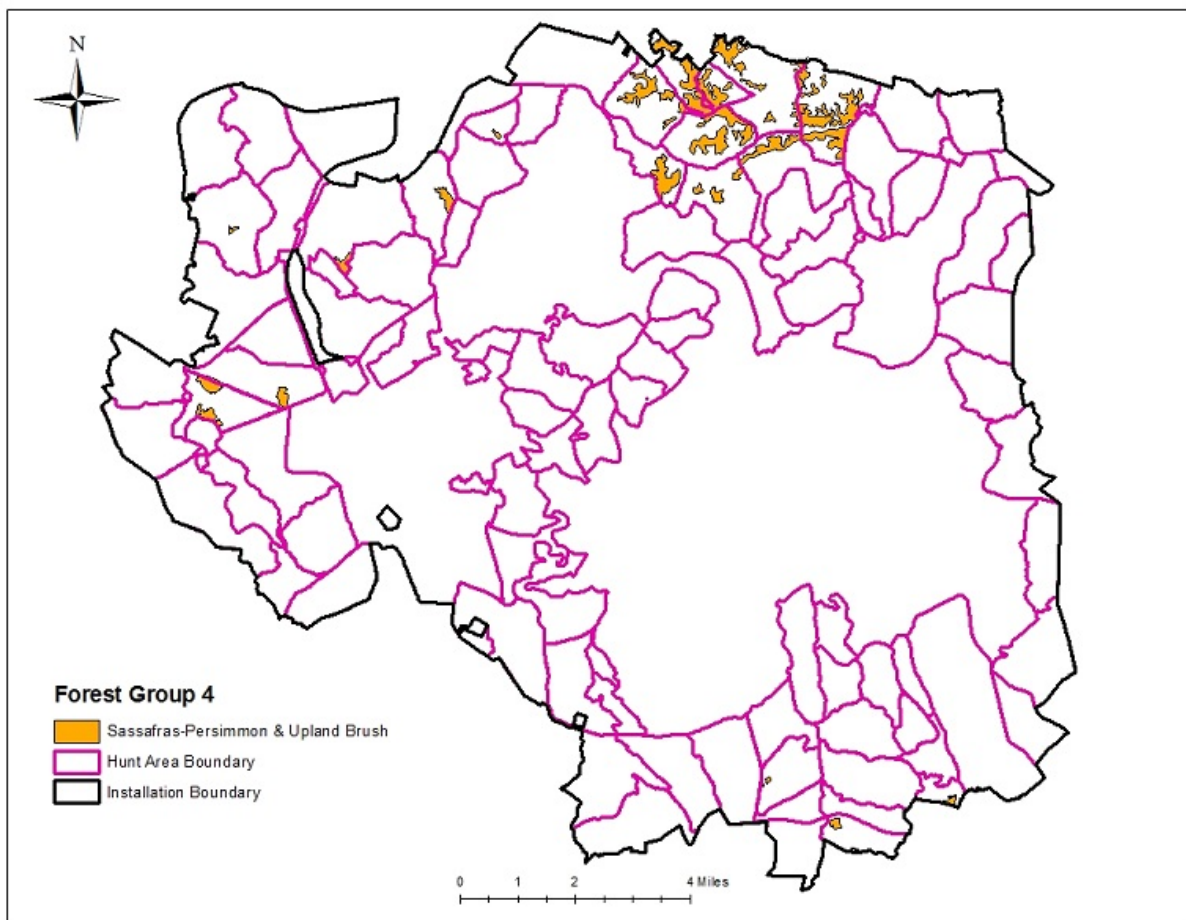 N
Forest Group 4
Sassafras-Persimmon & Upland Brush
Hunt Area Boundary
Installation Boundary
0 1 2 4 Miles